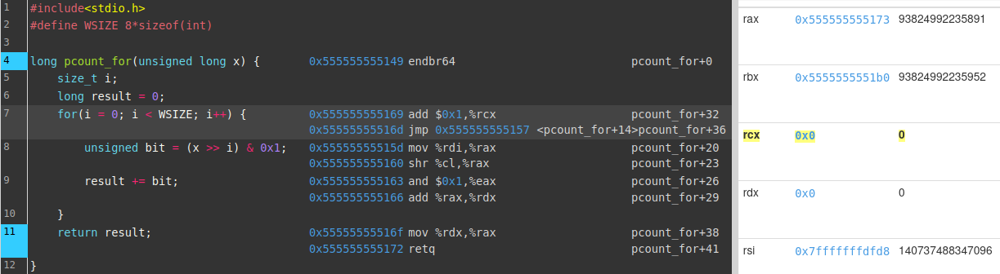 1 #include<stdio.h>
2 #define WSIZE 8*sizeof(int)
3
4 long pcount_for(unsigned long x) { 0x555555555149 endbr64 pcount_for+0
5 size_t i;
6 long result = 0;
7 for(i = 0; i < WSIZE; i++) { 0x555555555169 add $0x1,%rcx pcount_for+32
0x55555555516d jmp 0x555555555157 <pcount_for+14>pcount_for+36
8 unsigned bit = (x >> i) & 0x1; 0x55555555515d mov %rdi,%rax pcount_for+20
0x555555555160 shr %cl,%rax pcount_for+23
9 result += bit; 0x555555555163 and $0x1,%eax pcount_for+26
0x555555555166 add %rax,%rdx pcount_for+29
10 }
11 return result; 0x55555555516f mov %rdx,%rax pcount_for+38
0x555555555172 retq pcount_for+41
12 }
rax 0x555555555173 93824992235891
rbx 0x5555555551b0 93824992235952
rcx 0x0 0
rdx 0x0 0
rsi 0x7fffffffdfd8 140737488347096